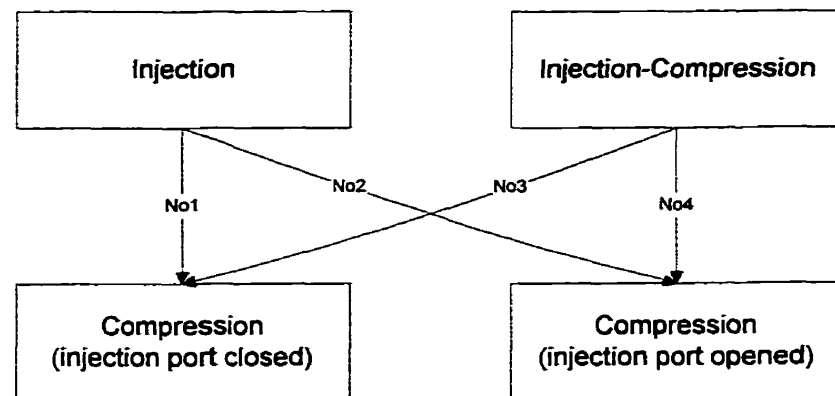 Injection
Injection-Compression
No1
No2
No3
No4
Compression
(injection port closed)
Compression
(injection port opened)